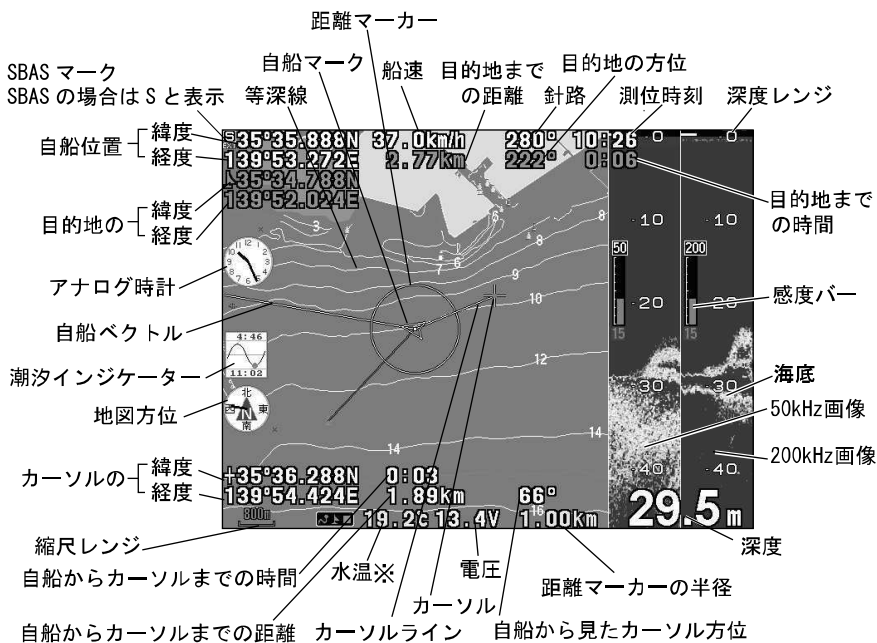 距離マーカー
SBAS マーク
自船マーク
船速
目的地まで
の距離
目的地の方位
SBAS の場合は S と表示
等深線
針路
測位時刻
深度レンジ
自船位置
緯度
経度
S
35°35.888N
37.0km/h
280°
10:26
0
0
139°53.272E
2.77km
222°
0:06
35°34.788N
139°52.024E
目的地の
緯度
経度
目的地まで
の時間
アナログ時計
自船ベクトル
潮汐インジケーター
地図方位
12
1
2
3
4
5
6
7
8
9
10
11
4:46
11:02
北
西
東
南
N
3
6
7
6
8
8
9
10
12
14
14
16
10
10
50
200
20
20
15
15
30
30
40
40
感度バー
海底
50kHz画像
200kHz画像
カーソルの
緯度
経度
+35°36.288N
0:03
139°54.424E
1.89km
66°
800m
19.2℃
13.4V
1.00km
29.5m
縮尺レンジ
自船からカーソルまでの時間
水温※
電圧
距離マーカーの半径
深度
カーソル
自船からカーソルまでの距離
カーソルライン
自船から見たカーソル方位